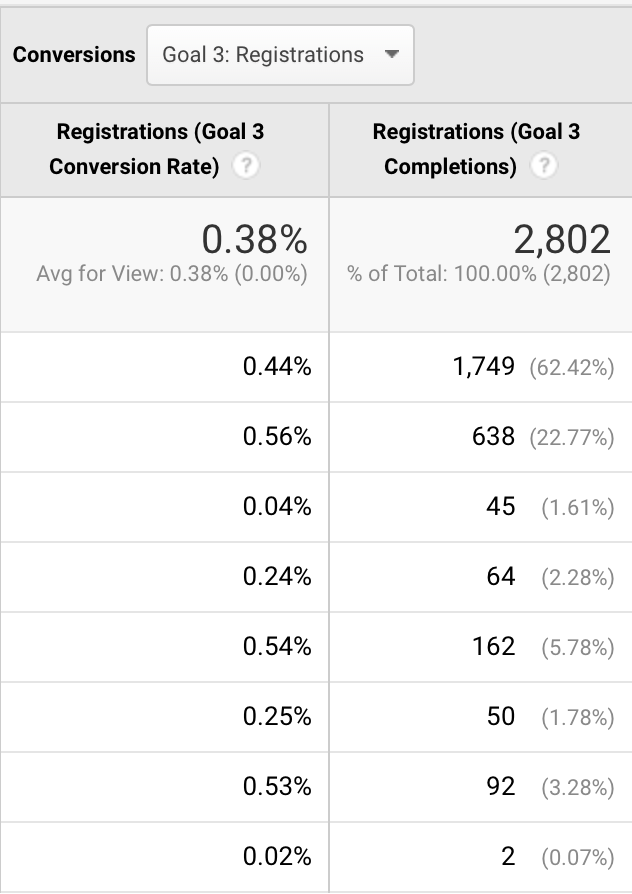 Conversions Goal 3: Registrations
Registrations (Goal 3 Conversion Rate) ? Registrations (Goal 3 Completions) ?
0.38% 2,802
Avg for View: 0.38% (0.00%) % of Total: 100.00% (2,802)
0.44% 1,749 (62.42%)
0.56% 638 (22.77%)
0.04% 45 (1.61%)
0.24% 64 (2.28%)
0.54% 162 (5.78%)
0.25% 50 (1.78%)
0.53% 92 (3.28%)
0.02% 2 (0.07%)